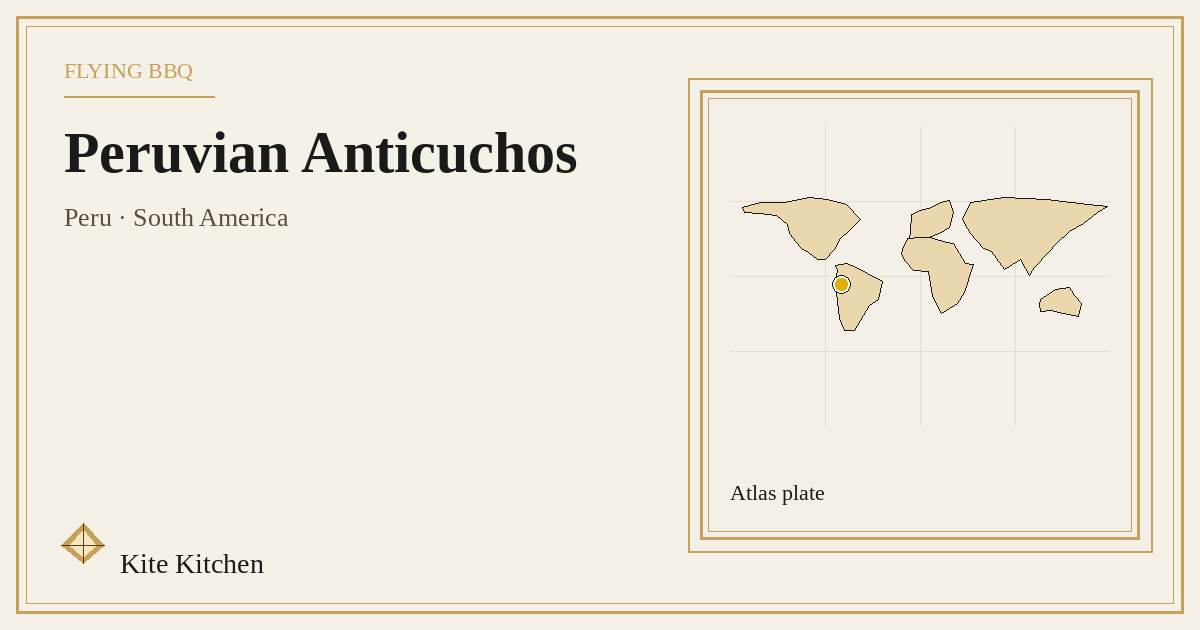 FLYING BBQ
Peruvian Anticuchos
Peru · South America
Atlas plate
Kite Kitchen